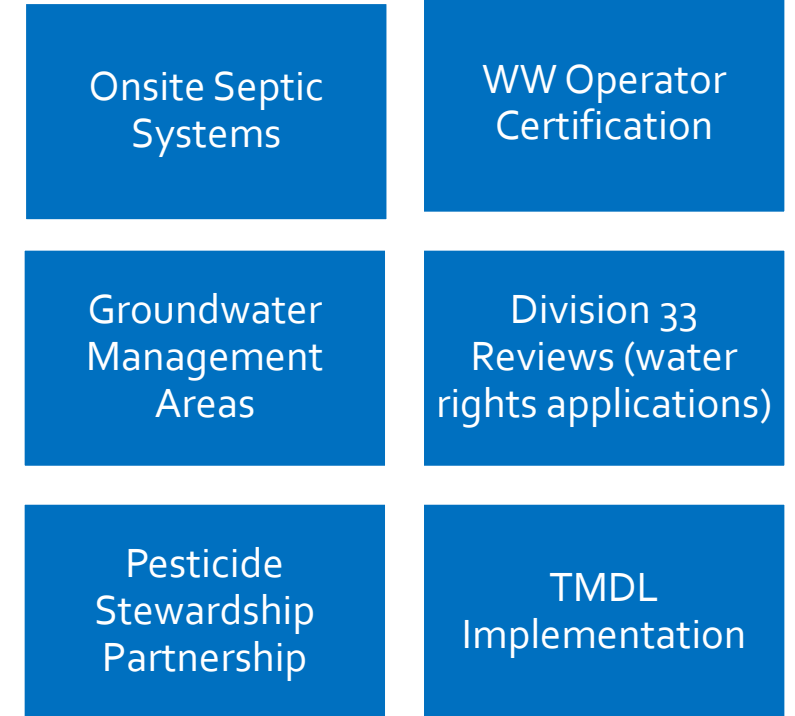 Onsite Septic
Systems
WW Operator
Certification
Groundwater
Management
Areas
Division 33
Reviews (water
rights applications)
Pesticide
Stewardship
Partnership
TMDL
Implementation